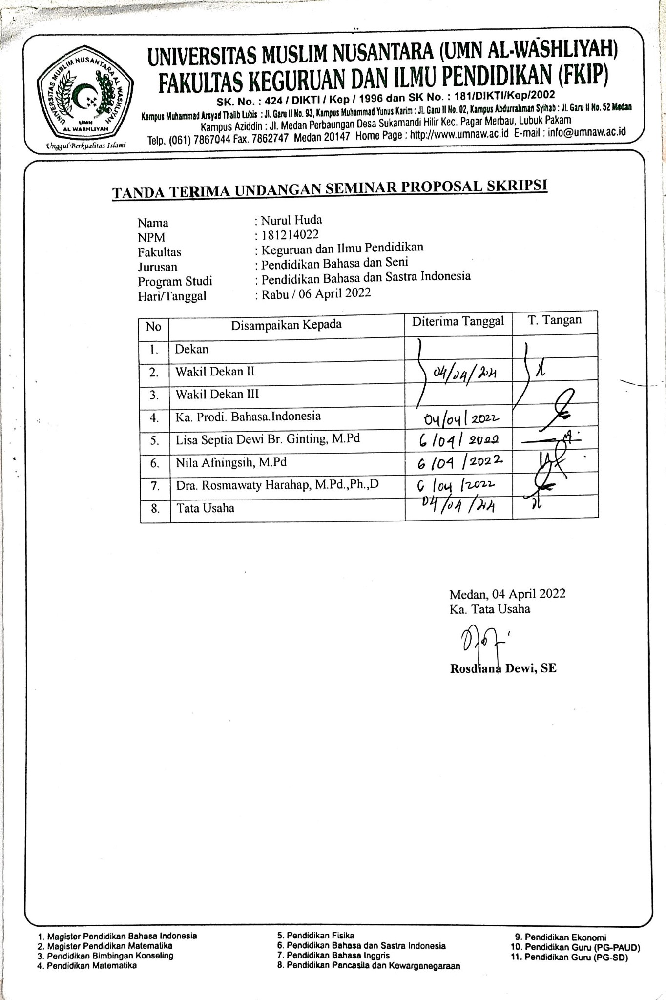 UNIVERSITAS MUSLIM NUSANTARA AL WASHLIYAH
UMN
AL WASHLIYAH
Unggul Berkualitas Islami
UNIVERSITAS MUSLIM NUSANTARA (UMN AL-WASHLIYAH)
FAKULTAS KEGURUAN DAN ILMU PENDIDIKAN (FKIP)
SK. No. : 424 / DIKTI / Kep / 1996 dan SK No. : 181/DIKTI/Kep/2002
Kampus Muhammad Arsyad Thalib Lubis : Jl. Garu II No. 93, Kampus Muhammad Yunus Karim : Jl. Garu II No. 02, Kampus Abdurrahman Syihab : Jl. Garu II No. 52 Medan
Kampus Aziddin : Jl. Medan Perbaungan Desa Sukamandi Hilir Kec. Pagar Merbau, Lubuk Pakam
Telp. (061) 7867044 Fax. 7862747 Medan 20147 Home Page : http://www.umnaw.ac.id E-mail : info@umnaw.ac.id
TANDA TERIMA UNDANGAN SEMINAR PROPOSAL SKRIPSI
Nama : Nurul Huda
NPM : 181214022
Fakultas : Keguruan dan Ilmu Pendidikan
Jurusan : Pendidikan Bahasa dan Seni
Program Studi : Pendidikan Bahasa dan Sastra Indonesia
Hari/Tanggal : Rabu / 06 April 2022
No Disampaikan Kepada Diterima Tanggal T. Tangan
1. Dekan
2. Wakil Dekan II 04/04/
3. Wakil Dekan III
4. Ka. Prodi. Bahasa.Indonesia 04/04/2022
5. Lisa Septia Dewi Br. Ginting, M.Pd 6/04/2022
6. Nila Afningsih, M.Pd 6/04/2022
7. Dra. Rosmawaty Harahap, M.Pd.,Ph.,D 6/04/2022
8. Tata Usaha 04/04/
Medan, 04 April 2022
Ka. Tata Usaha
Rosdiana Dewi, SE
1. Magister Pendidikan Bahasa Indonesia
2. Magister Pendidikan Matematika
3. Pendidikan Bimbingan Konseling
4. Pendidikan Matematika
5. Pendidikan Fisika
6. Pendidikan Bahasa dan Sastra Indonesia
7. Pendidikan Bahasa Inggris
8. Pendidikan Pancasila dan Kewarganegaraan
9. Pendidikan Ekonomi
10. Pendidikan Guru (PG-PAUD)
11. Pendidikan Guru (PG-SD)